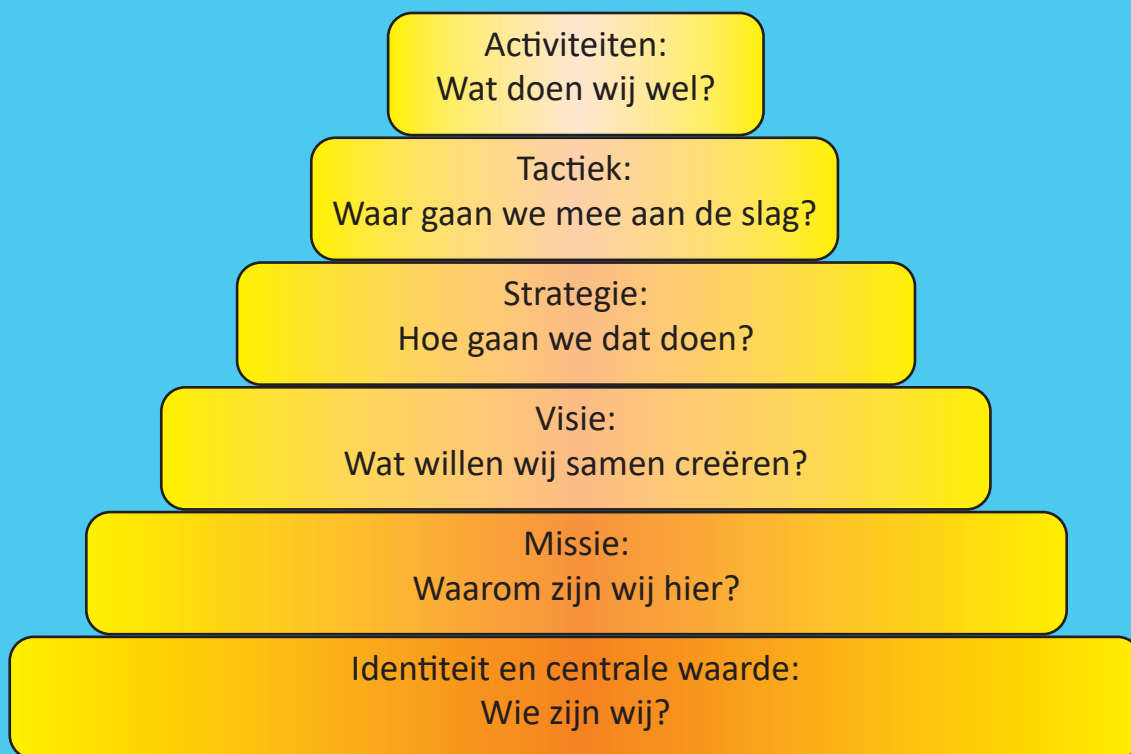 Activiteiten:
Wat doen wij wel?
Tactiek:
Waar gaan we mee aan de slag?
Strategie:
Hoe gaan we dat doen?
Visie:
Wat willen wij samen creëren?
Missie:
Waarom zijn wij hier?
Identiteit en centrale waarde:
Wie zijn wij?